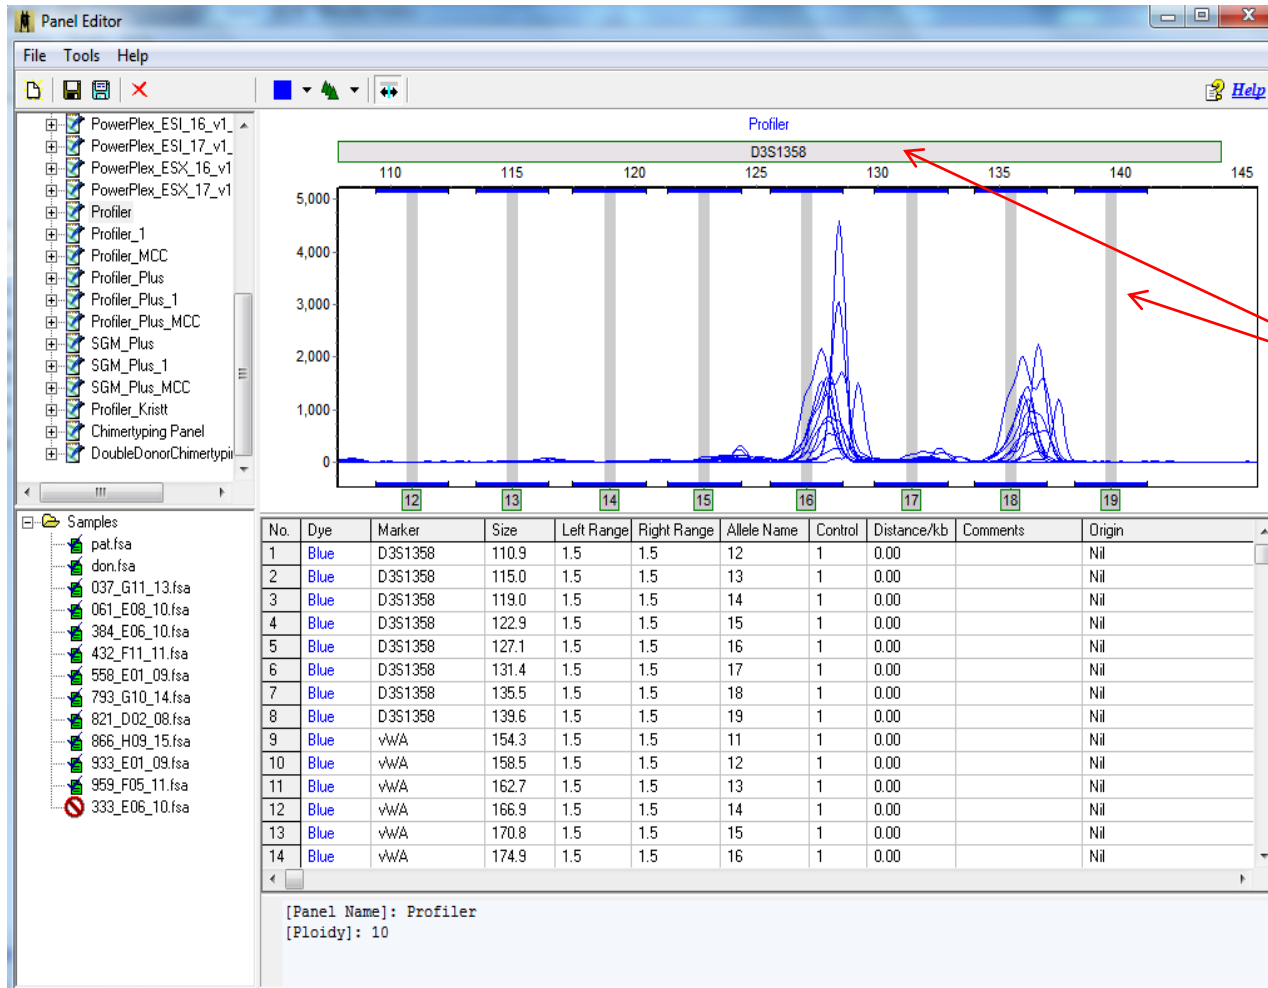 Panel Editor
File Tools Help
Help
PowerPlex_ESI_16_v1_
PowerPlex_ESI_17_v1_
PowerPlex_ESX_16_v1
PowerPlex_ESX_17_v1
Profiler
Profiler_1
Profiler_MCC
Profiler_Plus
Profiler_Plus_1
Profiler_Plus_MCC
SGM_Plus
SGM_Plus_1
SGM_Plus_MCC
Profiler_Kristt
Chimertyping Panel
DoubleDonorChimertypi
Profiler
D3S1358
110 115 120 125 130 135 140 145
5,000
4,000
3,000
2,000
1,000
0
12 13 14 15 16 17 18 19
Samples
pat.fsa
don.fsa
037_G11_13.fsa
061_E08_10.fsa
384_E06_10.fsa
432_F11_11.fsa
558_E01_09.fsa
793_G10_14.fsa
821_D02_08.fsa
866_H09_15.fsa
933_E01_09.fsa
959_F05_11.fsa
333_E06_10.fsa
No. Dye Marker Size Left Range Right Range Allele Name Control Distance/kb Comments Origin
1 Blue D3S1358 110.9 1.5 1.5 12 1 0.00 Nil
2 Blue D3S1358 115.0 1.5 1.5 13 1 0.00 Nil
3 Blue D3S1358 119.0 1.5 1.5 14 1 0.00 Nil
4 Blue D3S1358 122.9 1.5 1.5 15 1 0.00 Nil
5 Blue D3S1358 127.1 1.5 1.5 16 1 0.00 Nil
6 Blue D3S1358 131.4 1.5 1.5 17 1 0.00 Nil
7 Blue D3S1358 135.5 1.5 1.5 18 1 0.00 Nil
8 Blue D3S1358 139.6 1.5 1.5 19 1 0.00 Nil
9 Blue vWA 154.3 1.5 1.5 11 1 0.00 Nil
10 Blue vWA 158.5 1.5 1.5 12 1 0.00 Nil
11 Blue vWA 162.7 1.5 1.5 13 1 0.00 Nil
12 Blue vWA 166.9 1.5 1.5 14 1 0.00 Nil
13 Blue vWA 170.8 1.5 1.5 15 1 0.00 Nil
14 Blue vWA 174.9 1.5 1.5 16 1 0.00 Nil
[Panel Name]: Profiler
[Ploidy]: 10